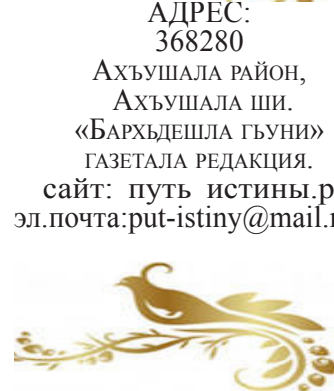 АДРЕС:
368280
Ахъушала район,
Ахъушала ши.
«Бархьдешла гьуни»
газетала редакция.
сайт: путь истины.р
эл.почта:put-istiny@mail.r